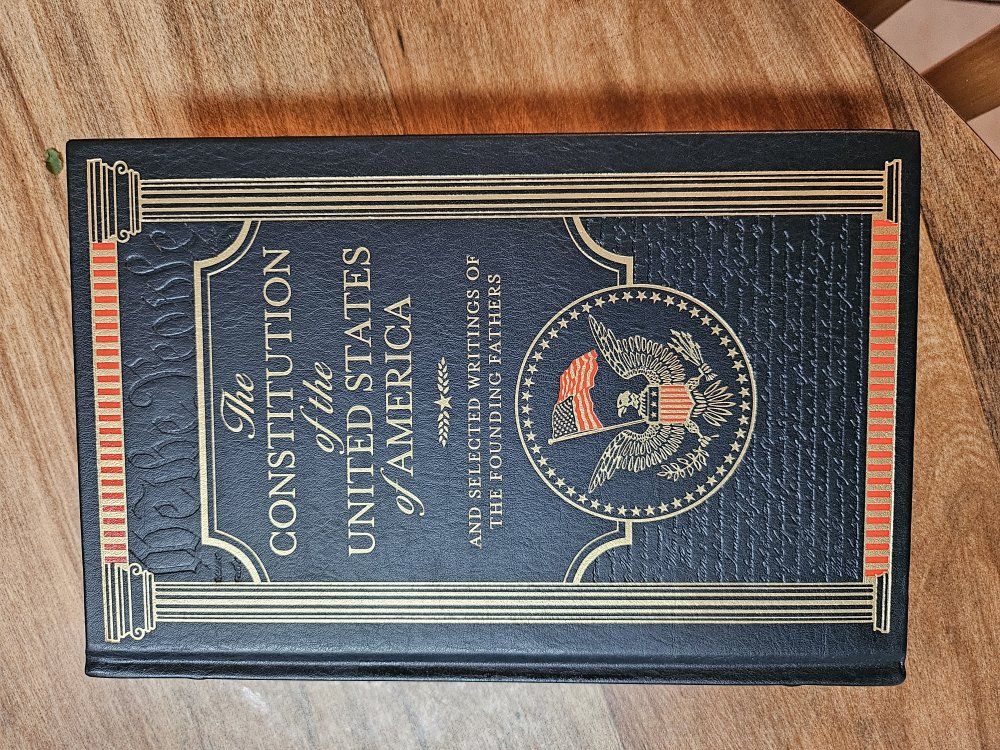 We the People
The
CONSTITUTION
of the
UNITED STATES
of AMERICA
AND SELECTED WRITINGS OF
THE FOUNDING FATHERS